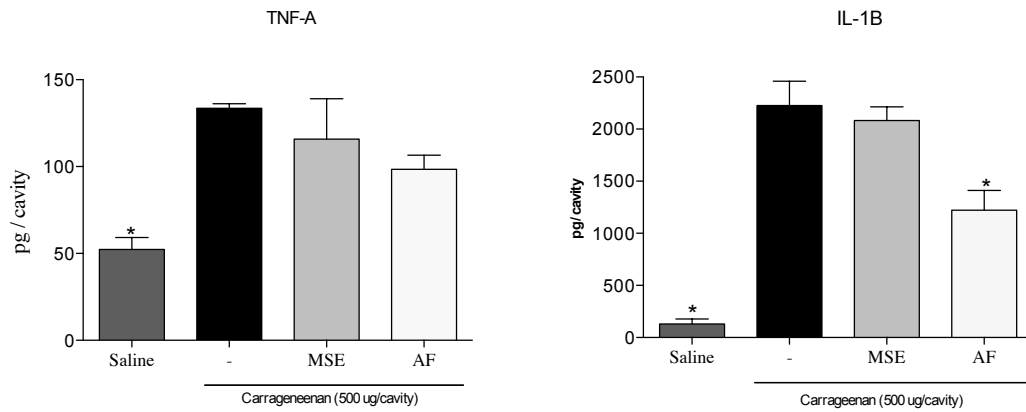 TNF-A
pg / cavity
150
100
50
0
*
Saline
-
MSE
AF
Carrageneenan (500 ug/cavity)
IL-1B
pg/ cavity
2500
2000
1500
1000
500
0
*
*
Saline
-
MSE
AF
Carrageenan (500 ug/cavity)